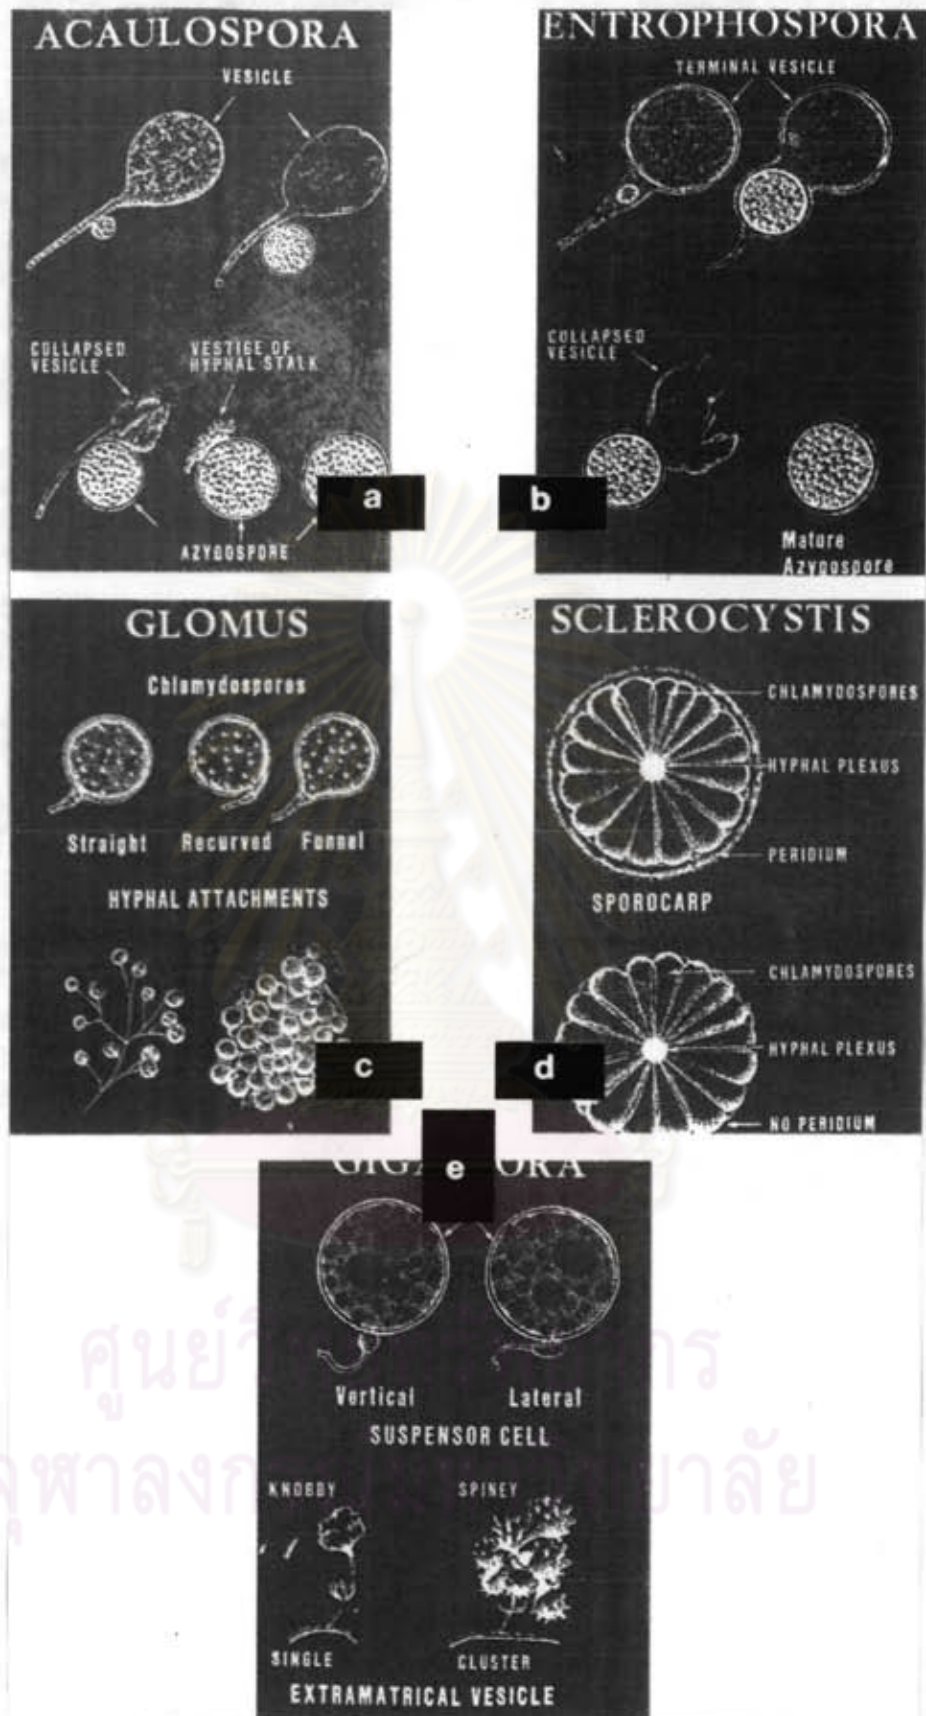 ACAULOSPORA
VESICLE
COLLAPSED
VESICLE
VESTIGE OF
HYPHAL STALK
AZYGOSPORE
a
ENTROPHOSPORA
TERMINAL VESICLE
COLLAPSED
VESICLE
Mature
Azygospore
b
GLOMUS
Chlamydospores
Straight Recurved Funnel
HYPHAL ATTACHMENTS
c
SCLEROCYSTIS
CHLAMYDOSPORES
HYPHAL PLEXUS
PERIDIUM
SPOROCARP
CHLAMYDOSPORES
HYPHAL PLEXUS
NO PERIDIUM
d
e
Vertical Lateral
SUSPENSOR CELL
KNOBBY SPINEY
SINGLE CLUSTER
EXTRAMATRICAL VESICLE